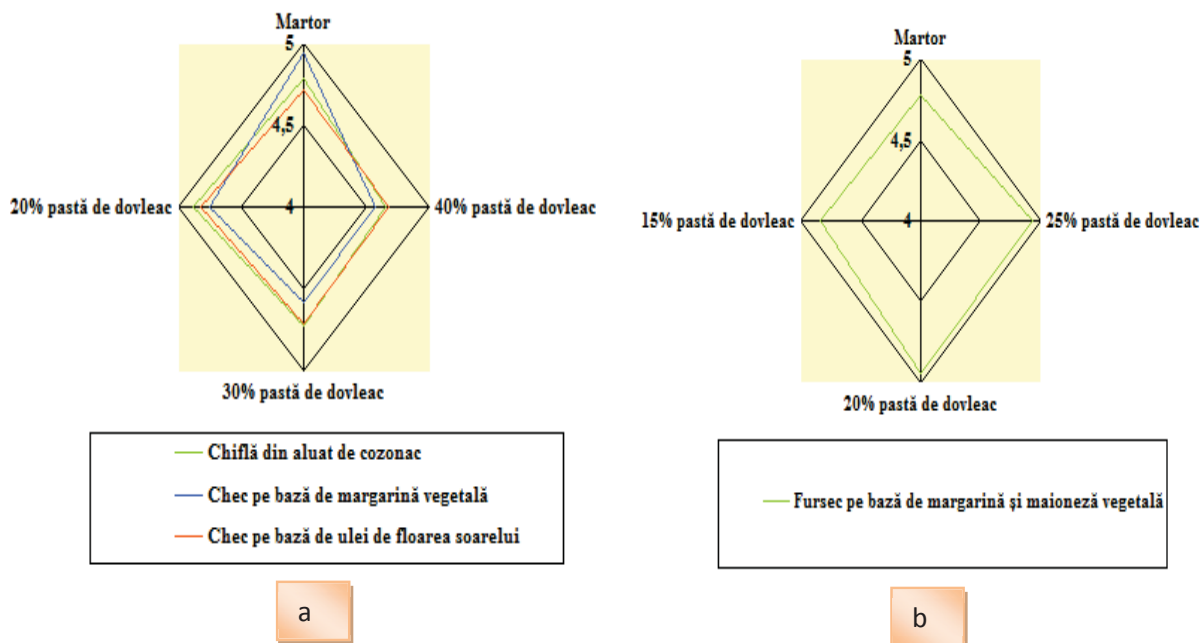 Martor
5
4,5
4
20% pastă de dovleac
40% pastă de dovleac
30% pastă de dovleac
Chiflă din aluat de cozonac
Chec pe bază de margarină vegetală
Chec pe bază de ulei de floarea soarelui
a
Martor
5
4,5
4
15% pastă de dovleac
25% pastă de dovleac
20% pastă de dovleac
Fursec pe bază de margarină și maioneză vegetală
b